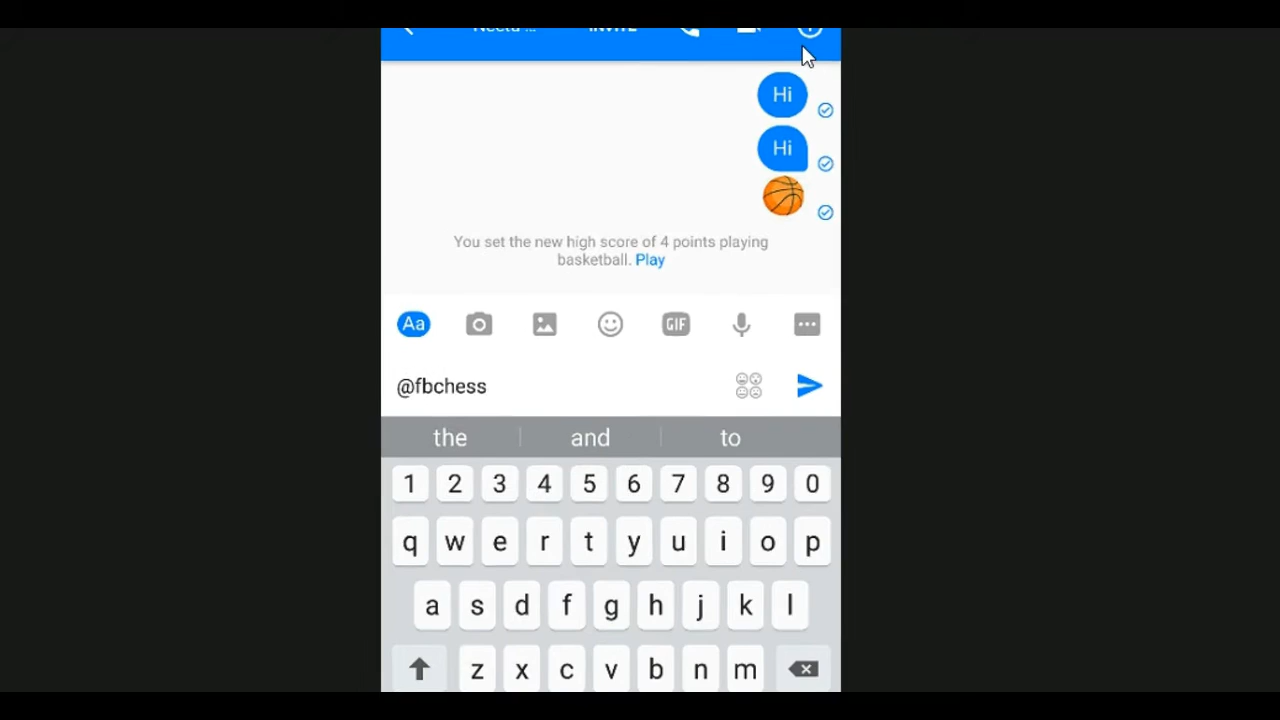 INVITE
Hi
Hi
You set the new high score of 4 points playing
basketball. Play
Aa
GIF
@fbchess
the and to
1 2 3 4 5 6 7 8 9 0
q w e r t y u i o p
a s d f g h j k l
z x c v b n m